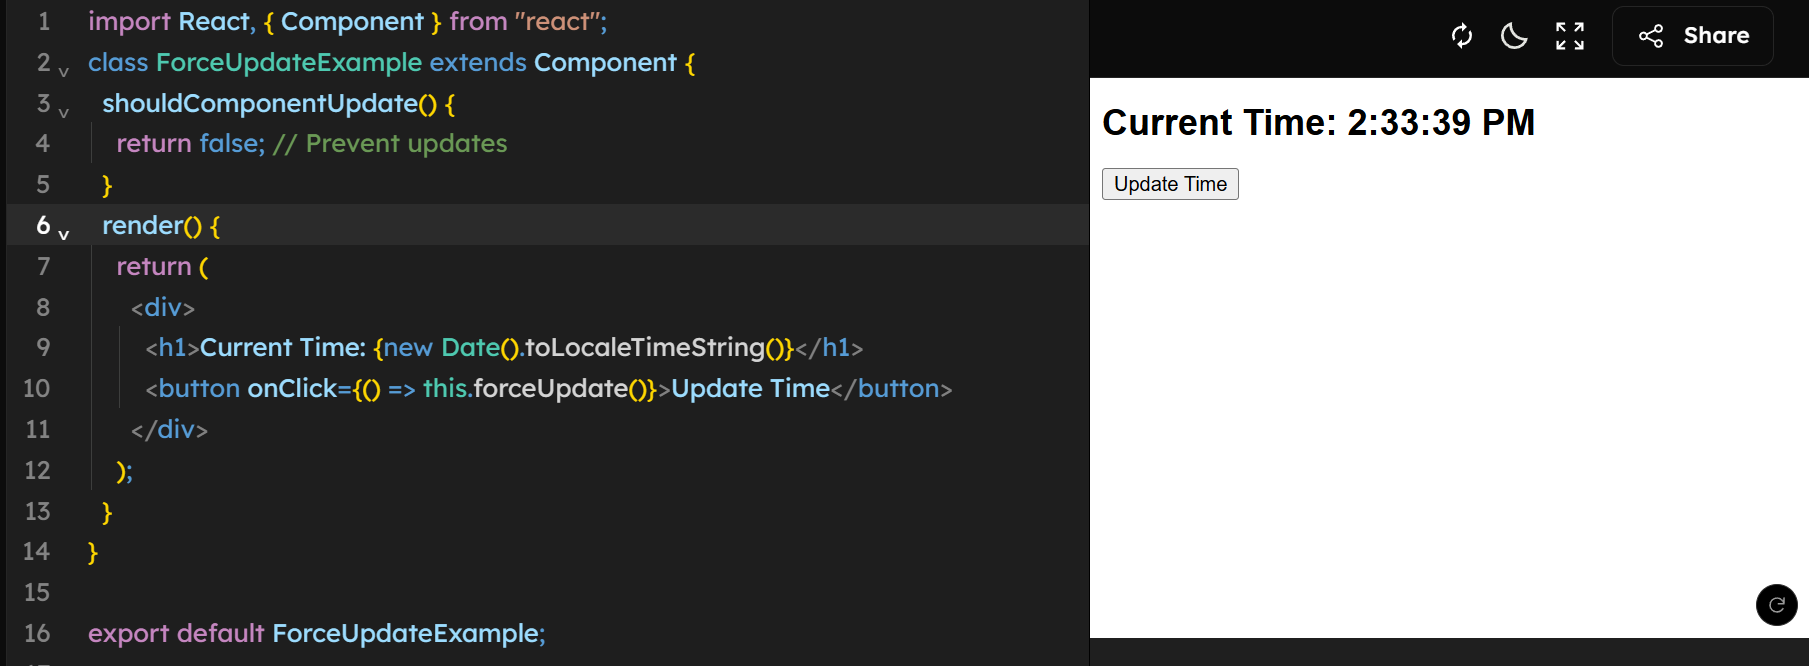 1 import React, { Component } from "react";
2 class ForceUpdateExample extends Component {
3 shouldComponentUpdate() {
4 return false; // Prevent updates
5 }
6 render() {
7 return (
8 <div>
9 <h1>Current Time: {new Date().toLocaleTimeString()}</h1>
10 <button onClick={() => this.forceUpdate()}>Update Time</button>
11 </div>
12 );
13 }
14 }
15
16 export default ForceUpdateExample;
Share
Current Time: 2:33:39 PM
Update Time